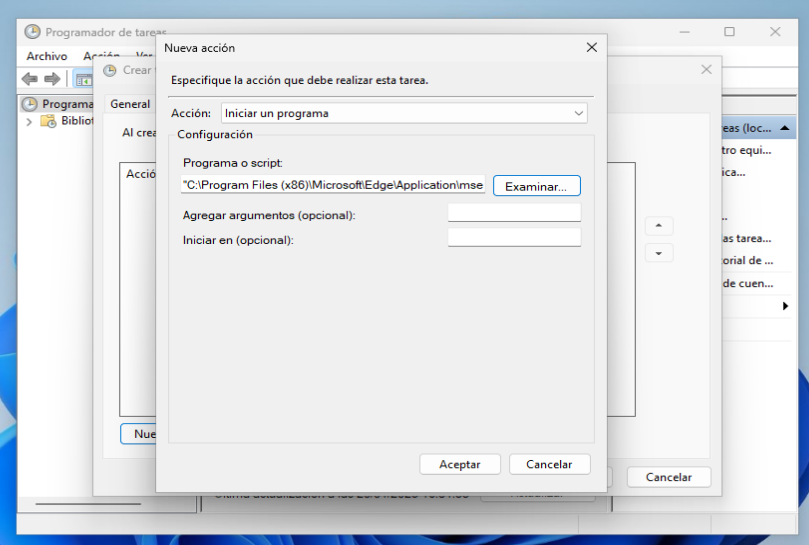 Programador de tareas
Nueva acción
Archivo Acción Ver
Crear
Especifique la acción que debe realizar esta tarea.
Programa
General
Acción: Iniciar un programa
Bibliot
Al crea
Configuración
eas (loc...
tro equi...
Programa o script:
Acció
ica...
"C:\Program Files (x86)\Microsoft\Edge\Application\mse
Examinar...
Agregar argumentos (opcional):
Iniciar en (opcional):
as tarea...
orial de ...
de cuen...
Nue
Aceptar
Cancelar
Cancelar